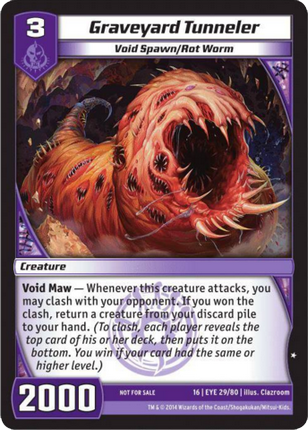 3
Graveyard Tunneler
Void Spawn/Rot Worm
Creature
Void Maw — Whenever this creature attacks, you
may clash with your opponent. If you won the
clash, return a creature from your discard pile
to your hand. (To clash, each player reveals the
top card of his or her deck, then puts it on the
bottom. You win if your card had the same or
higher level.)
2000
NOT FOR SALE
16 | EYE 29/80 | illus. Clazroom
TM & © 2014 Wizards of the Coast/Shogakukan/Mitsui-Kids.